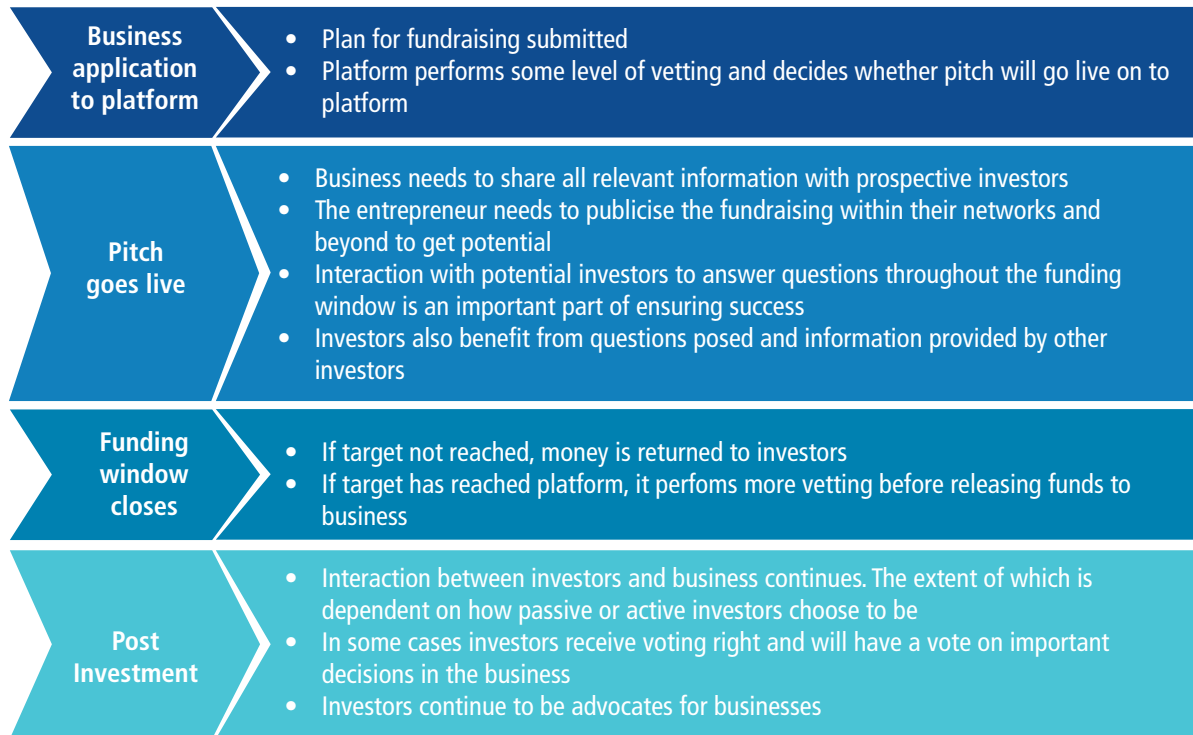 Business
application
to platform
• Plan for fundraising submitted
• Platform performs some level of vetting and decides whether pitch will go live on to
platform
Pitch
goes live
• Business needs to share all relevant information with prospective investors
• The entrepreneur needs to publicise the fundraising within their networks and
beyond to get potential
• Interaction with potential investors to answer questions throughout the funding
window is an important part of ensuring success
• Investors also benefit from questions posed and information provided by other
investors
Funding
window
closes
• If target not reached, money is returned to investors
• If target has reached platform, it perfoms more vetting before releasing funds to
business
Post
Investment
• Interaction between investors and business continues. The extent of which is
dependent on how passive or active investors choose to be
• In some cases investors receive voting right and will have a vote on important
decisions in the business
• Investors continue to be advocates for businesses